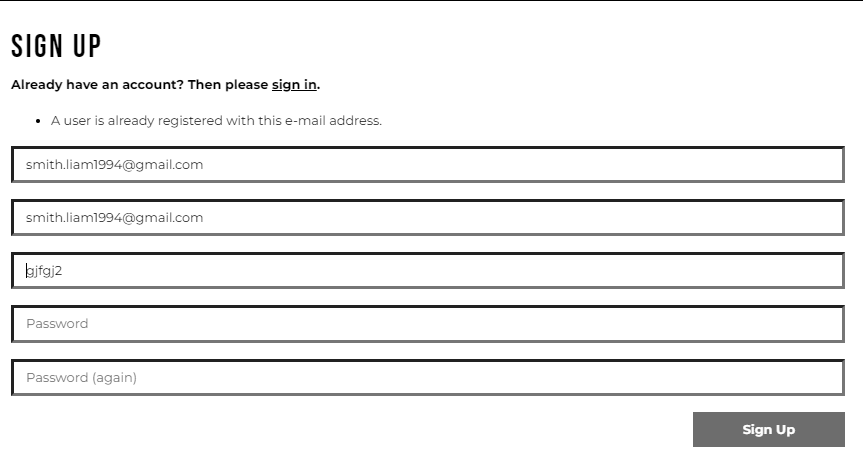 SIGN UP
Already have an account? Then please sign in.
A user is already registered with this e-mail address.
smith.liam1994@gmail.com
smith.liam1994@gmail.com
gjfgj2
Password
Password (again)
Sign Up